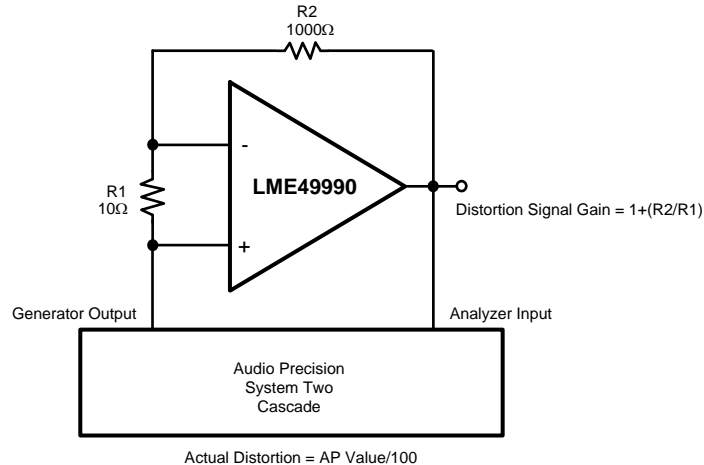 R2
1000Ω
-
LME49990
R1
10Ω
+
Distortion Signal Gain = 1+(R2/R1)
Generator Output
Analyzer Input
Audio Precision
System Two
Cascade
Actual Distortion = AP Value/100